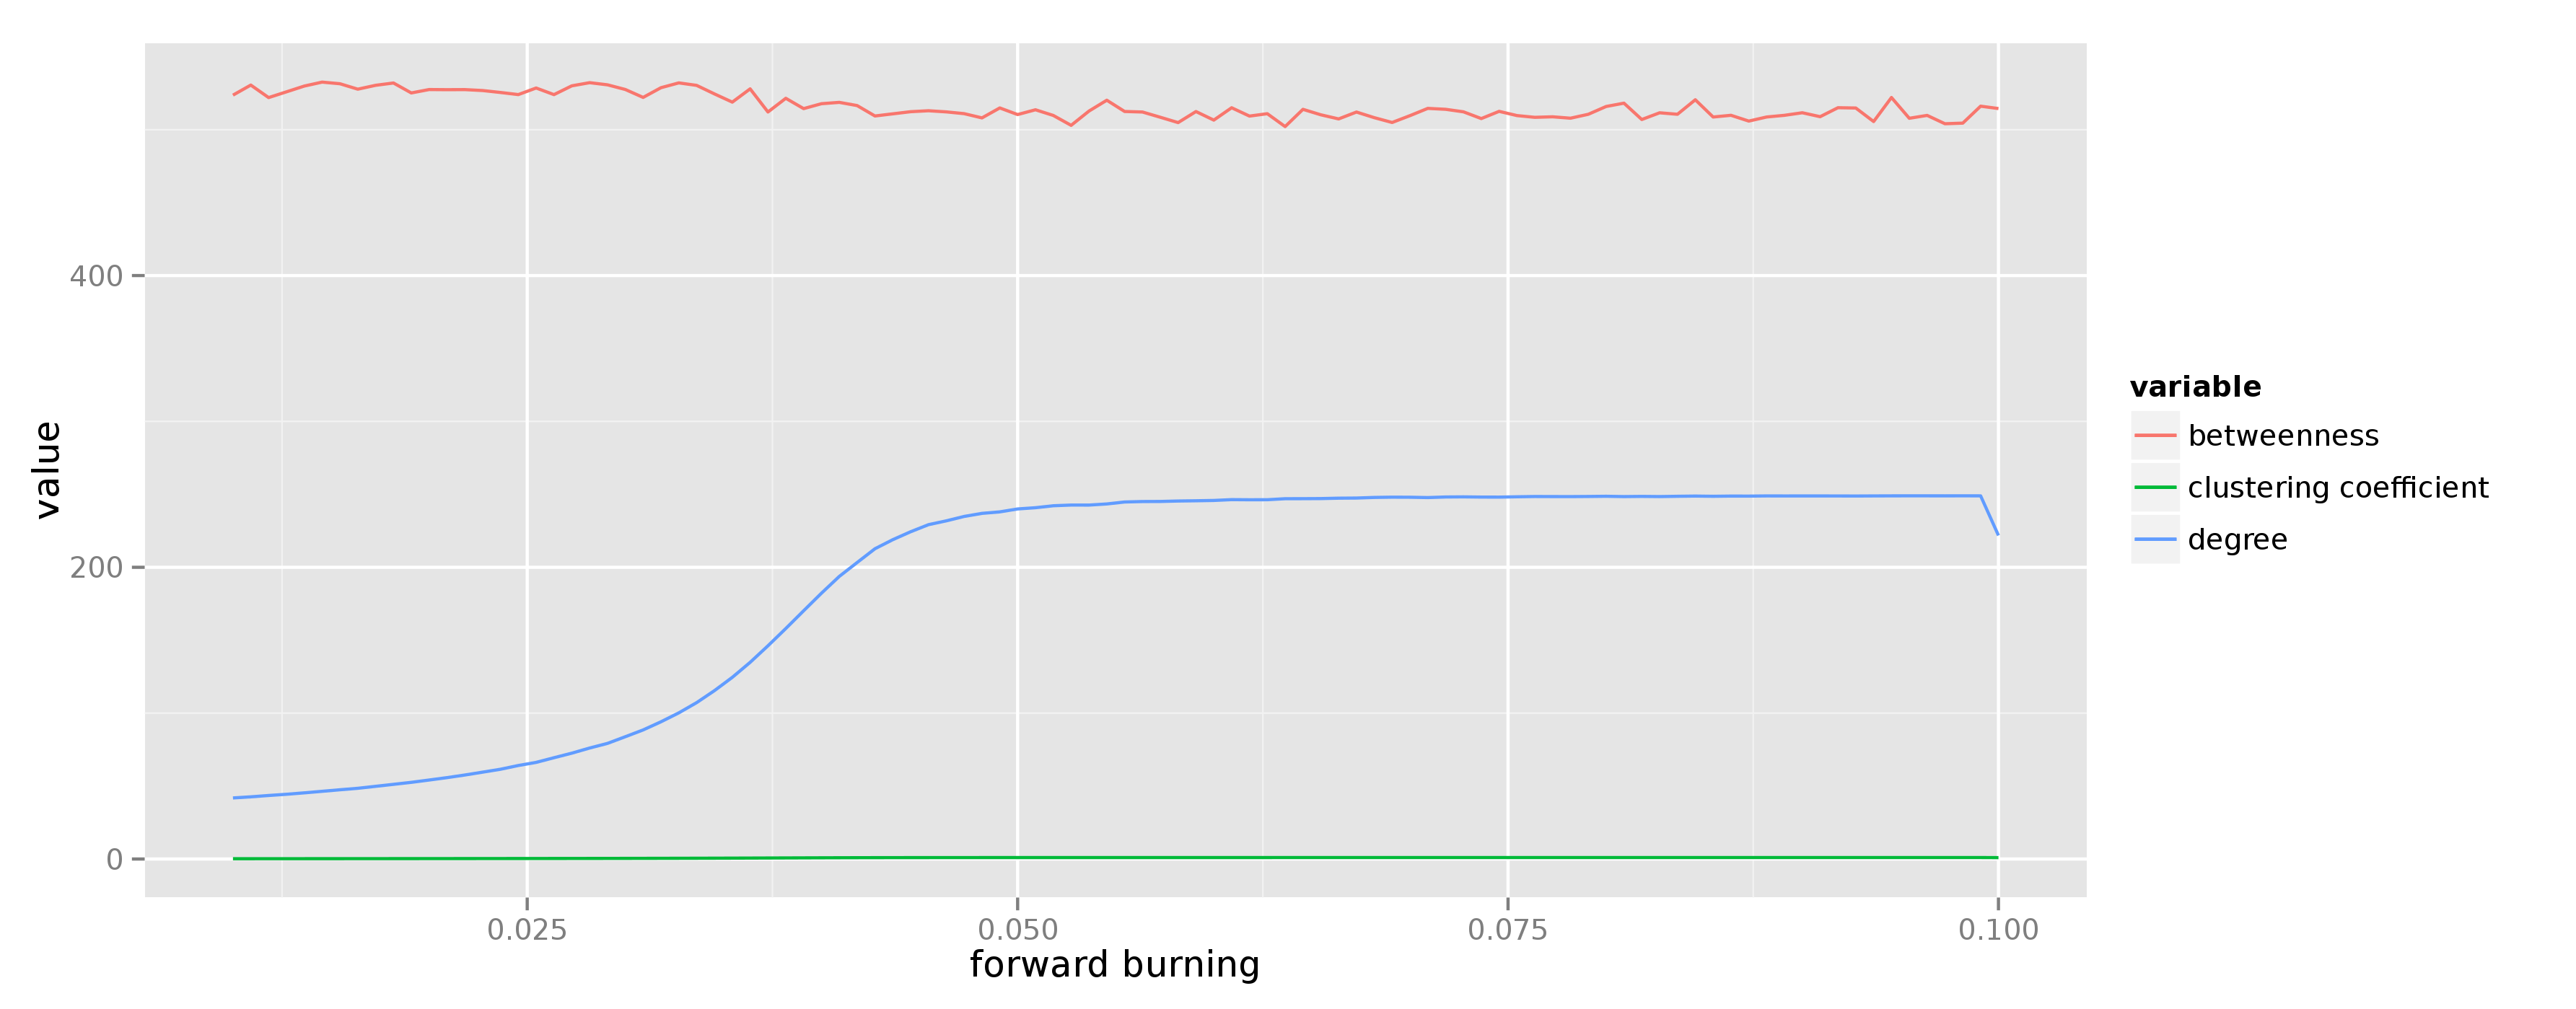 value
400
200
0
0.025
0.050
0.075
0.100
forward burning
variable
betweenness
clustering coefficient
degree